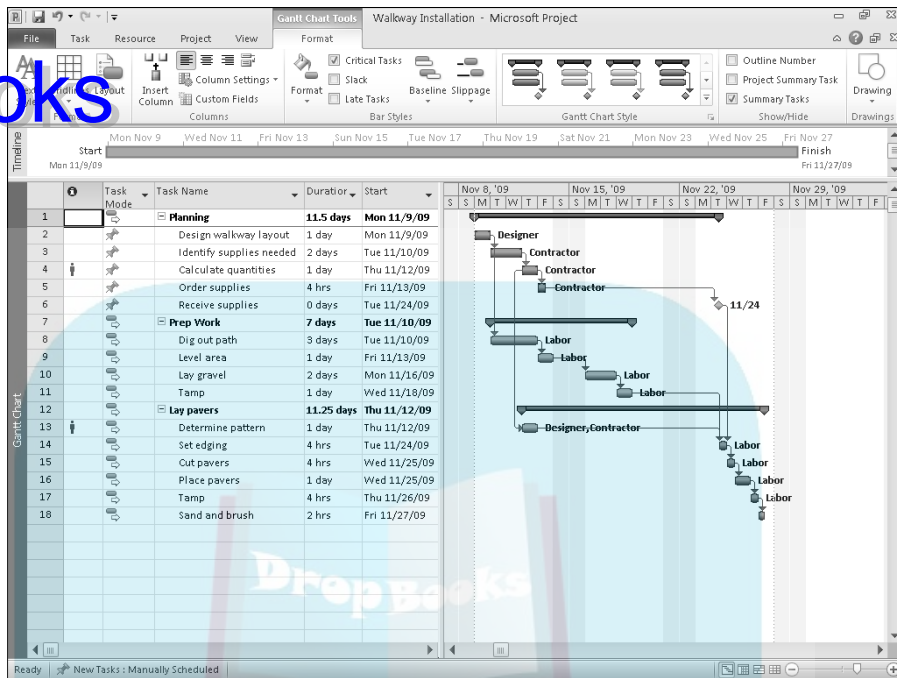 Gantt Chart Tools Walkway Installation - Microsoft Project
File Task Resource Project View Format
ooks
Layout
Insert Column
Column Settings
Custom Fields
Columns
Format
Critical Tasks
Slack
Late Tasks
Bar Styles
Baseline Slippage
Gantt Chart Style
Outline Number
Project Summary Task
Summary Tasks
Show/Hide
Drawing
Drawings
Timeline
Mon Nov 9 Wed Nov 11 Fri Nov 13 Sun Nov 15 Tue Nov 17 Thu Nov 19 Sat Nov 21 Mon Nov 23 Wed Nov 25 Fri Nov 27
Start Finish
Mon 11/9/09 Fri 11/27/09
Task Mode Task Name Duration Start
Nov 8, '09 Nov 15, '09 Nov 22, '09 Nov 29, '09
S S M T W T F S S M T W T F S S M T W T F S S M T W T F
1 Planning 11.5 days Mon 11/9/09
2 Design walkway layout 1 day Mon 11/9/09 Designer
3 Identify supplies needed 2 days Tue 11/10/09 Contractor
4 Calculate quantities 1 day Thu 11/12/09 Contractor
5 Order supplies 4 hrs Fri 11/13/09 Contractor
6 Receive supplies 0 days Tue 11/24/09 11/24
7 Prep Work 7 days Tue 11/10/09
8 Dig out path 3 days Tue 11/10/09 Labor
9 Level area 1 day Fri 11/13/09 Labor
10 Lay gravel 2 days Mon 11/16/09 Labor
11 Tamp 1 day Wed 11/18/09 Labor
12 Lay pavers 11.25 days Thu 11/12/09
13 Determine pattern 1 day Thu 11/12/09 Designer,Contractor
14 Set edging 4 hrs Tue 11/24/09 Labor
15 Cut pavers 4 hrs Wed 11/25/09 Labor
16 Place pavers 1 day Wed 11/25/09 Labor
17 Tamp 4 hrs Thu 11/26/09 Labor
18 Sand and brush 2 hrs Fri 11/27/09
Gantt Chart
DropBooks
Ready New Tasks : Manually Scheduled